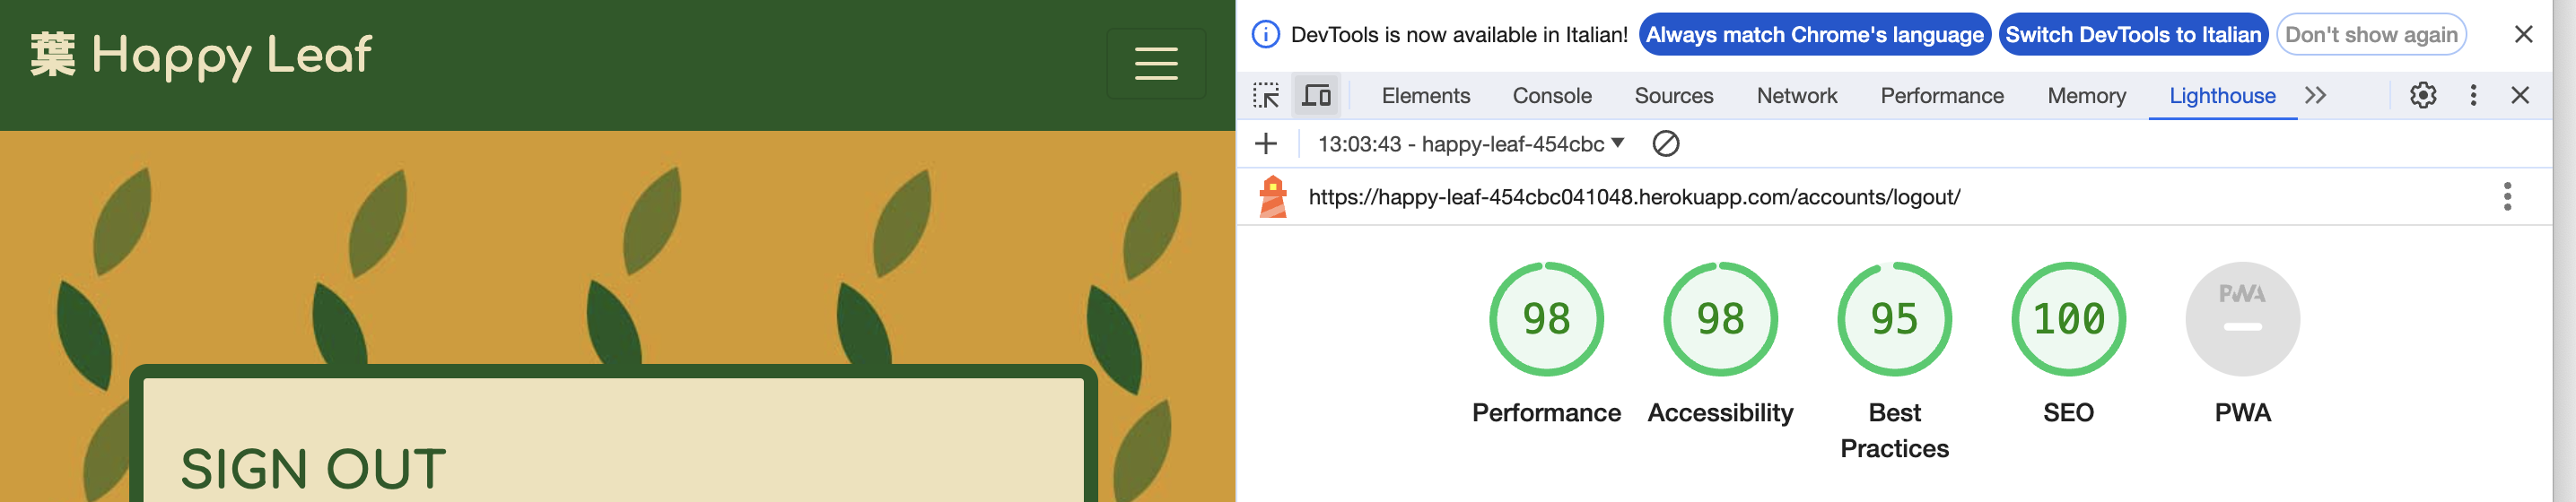 葉 Happy Leaf
SIGN OUT
DevTools is now available in Italian! Always match Chrome's language Switch DevTools to Italian Don't show again
Elements Console Sources Network Performance Memory Lighthouse
13:03:43 - happy-leaf-454cbc
https://happy-leaf-454cbc041048.herokuapp.com/accounts/logout/
98 98 95 100 PWA
Performance Accessibility Best SEO PWA
Practices